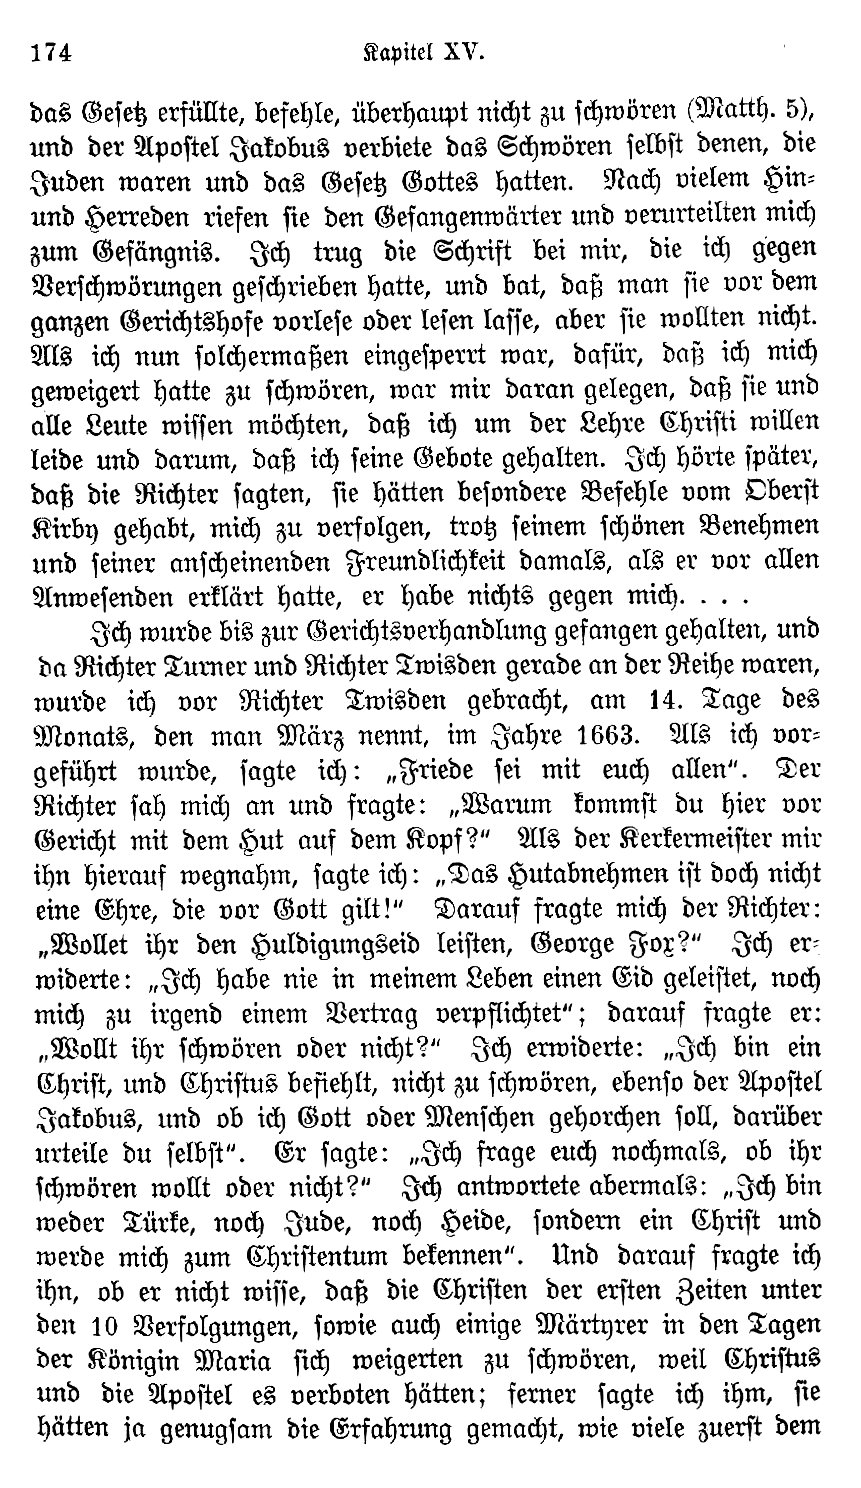 174 Kapitel XV.
das Gesetz erfüllte, befehle, überhaupt nicht zu schwören (Matth. 5),
und der Apostel Jakobus verbiete das Schwören selbst denen, die
Juden waren und das Gesetz Gottes hatten. Nach vielem Hin-
und Herreden riefen sie den Gefangenwärter und verurteilten mich
zum Gefängnis. Ich trug die Schrift bei mir, die ich gegen
Verschwörungen geschrieben hatte, und bat, daß man sie vor dem
ganzen Gerichtshofe vorlese oder lesen lasse, aber sie wollten nicht.
Als ich nun solchermaßen eingesperrt war, dafür, daß ich mich
geweigert hatte zu schwören, war mir daran gelegen, daß sie und
alle Leute wissen möchten, daß ich um der Lehre Christi willen
leide und darum, daß ich seine Gebote gehalten. Ich hörte später,
daß die Richter sagten, sie hätten besondere Befehle vom Oberst
Kirby gehabt, mich zu verfolgen, trotz seinem schönen Benehmen
und seiner anscheinenden Freundlichkeit damals, als er vor allen
Anwesenden erklärt hatte, er habe nichts gegen mich. . . .
Ich wurde bis zur Gerichtsverhandlung gefangen gehalten, und
da Richter Turner und Richter Twisden gerade an der Reihe waren,
wurde ich vor Richter Twisden gebracht, am 14. Tage des
Monats, den man März nennt, im Jahre 1663. Als ich vor-
geführt wurde, sagte ich: „Friede sei mit euch allen“. Der
Richter sah mich an und fragte: „Warum kommst du hier vor
Gericht mit dem Hut auf dem Kopf?“ Als der Kerkermeister mir
ihn hierauf wegnahm, sagte ich: „Das Hutabnehmen ist doch nicht
eine Ehre, die vor Gott gilt!“ Darauf fragte mich der Richter:
„Wollet ihr den Huldigungseid leisten, George Fox?“ Ich er-
widerte: „Ich habe nie in meinem Leben einen Eid geleistet, noch
mich zu irgend einem Vertrag verpflichtet“; darauf fragte er:
„Wollt ihr schwören oder nicht?“ Ich erwiderte: „Ich bin ein
Christ, und Christus befiehlt, nicht zu schwören, ebenso der Apostel
Jakobus, und ob ich Gott oder Menschen gehorchen soll, darüber
urteile du selbst“. Er sagte: „Ich frage euch nochmals, ob ihr
schwören wollt oder nicht?“ Ich antwortete abermals: „Ich bin
weder Türke, noch Jude, noch Heide, sondern ein Christ und
werde mich zum Christentum bekennen“. Und darauf fragte ich
ihn, ob er nicht wisse, daß die Christen der ersten Zeiten unter
den 10 Verfolgungen, sowie auch einige Märtyrer in den Tagen
der Königin Maria sich weigerten zu schwören, weil Christus
und die Apostel es verboten hätten; ferner sagte ich ihm, sie
hätten ja genugsam die Erfahrung gemacht, wie viele zuerst dem